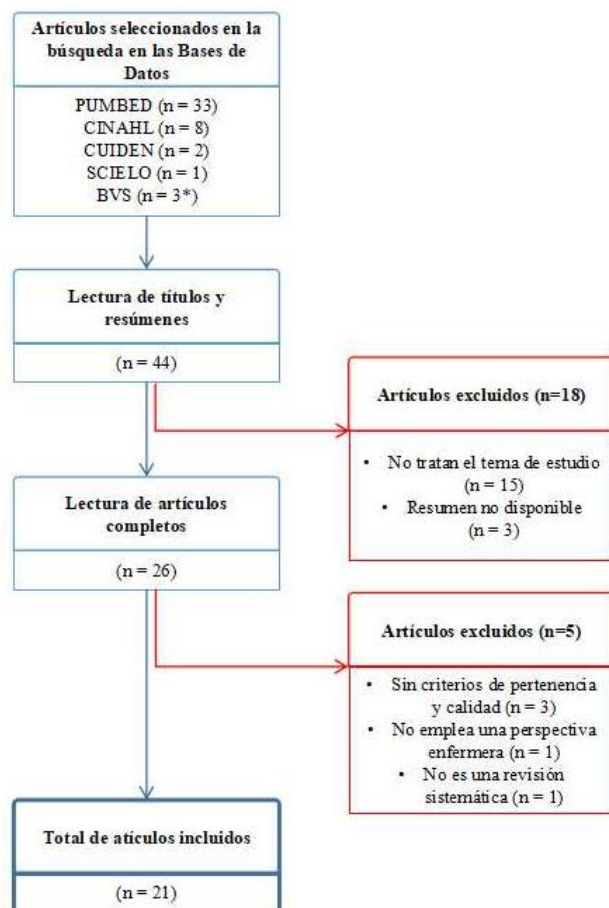 Artículos seleccionados en la
búsqueda en las Bases de
Datos
PUMBED (n = 33)
CINAHL (n = 8)
CUIDEN (n = 2)
SCIELO (n = 1)
BVS (n = 3*)
Lectura de títulos y
resúmenes
(n = 44)
Artículos excluidos (n=18)
• No tratan el tema de estudio
(n = 15)
• Resumen no disponible
(n = 3)
Lectura de artículos
completos
(n = 26)
Artículos excluidos (n=5)
• Sin criterios de pertenencia
y calidad (n = 3)
• No emplea una perspectiva
enfermera (n = 1)
• No es una revisión
sistemática (n = 1)
Total de atículos incluidos
(n = 21)